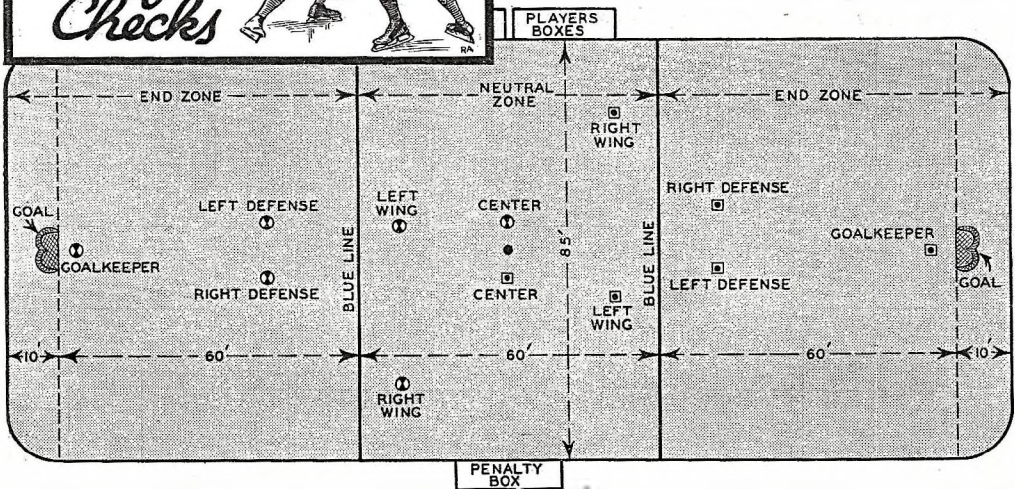 Checks
RA
PLAYERS
BOXES
END ZONE
NEUTRAL
ZONE
END ZONE
RIGHT
WING
GOAL
LEFT DEFENSE
LEFT
WING
CENTER
85'
RIGHT DEFENSE
GOALKEEPER
GOALKEEPER
RIGHT DEFENSE
BLUE LINE
CENTER
LEFT
WING
BLUE LINE
LEFT DEFENSE
GOAL
10'
60'
60'
60'
10'
RIGHT
WING
PENALTY
BOX